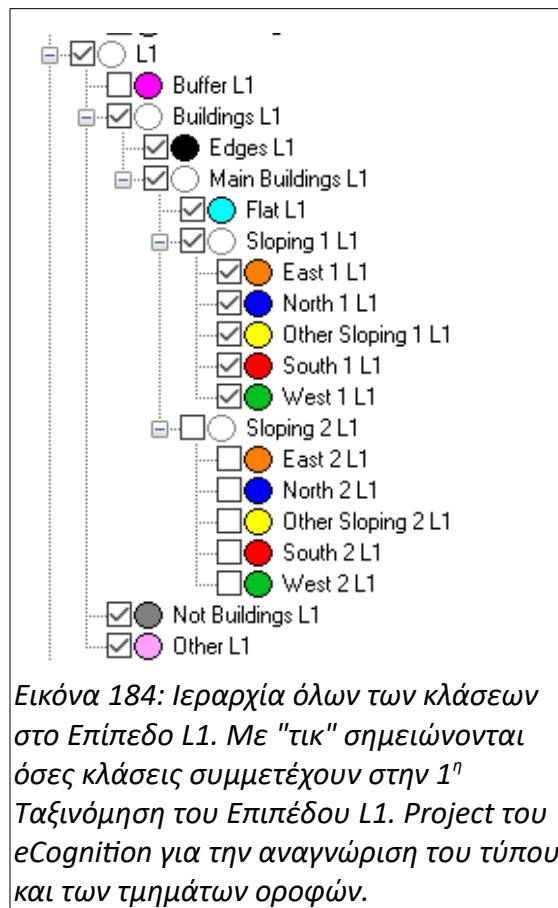 L1
Buffer L1
Buildings L1
Edges L1
Main Buildings L1
Flat L1
Sloping 1 L1
East 1 L1
North 1 L1
Other Sloping 1 L1
South 1 L1
West 1 L1
Sloping 2 L1
East 2 L1
North 2 L1
Other Sloping 2 L1
South 2 L1
West 2 L1
Not Buildings L1
Other L1
Εικόνα 184: Ιεραρχία όλων των κλάσεων
στο Επίπεδο L1. Με "τικ" σημειώνονται
όσες κλάσεις συμμετέχουν στην 1η
Ταξινόμηση του Επιπέδου L1. Project του
eCognition για την αναγνώριση του τύπου
και των τμημάτων οροφών.